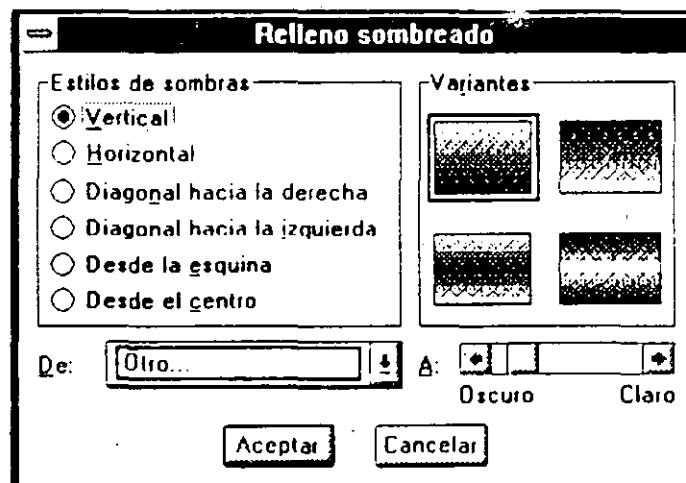 Relleno sombreado
Estilos de sombras
Vertical
Horizontal
Diagonal hacia la derecha
Diagonal hacia la izquierda
Desde la esquina
Desde el centro
Variantes
De: Otro...
A:
Oscuro Claro
Aceptar Cancelar